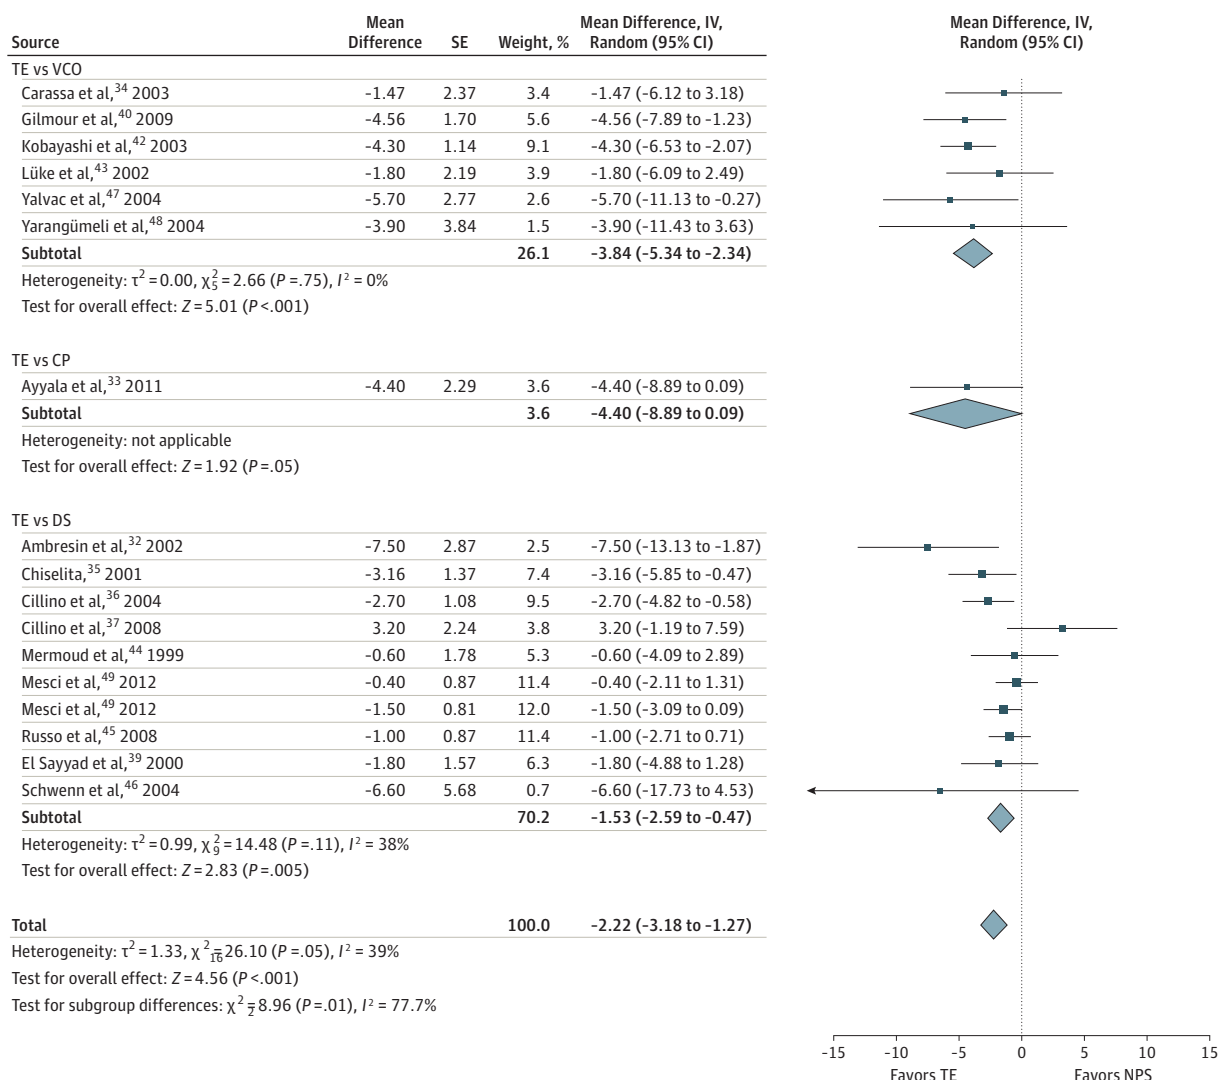 Source Mean Difference SE Weight, % Mean Difference, IV, Random (95% CI) Mean Difference, IV, Random (95% CI)
TE vs VCO
Carassa et al,34 2003 -1.47 2.37 3.4 -1.47 (-6.12 to 3.18)
Gilmour et al,40 2009 -4.56 1.70 5.6 -4.56 (-7.89 to -1.23)
Kobayashi et al,42 2003 -4.30 1.14 9.1 -4.30 (-6.53 to -2.07)
Lüke et al,43 2002 -1.80 2.19 3.9 -1.80 (-6.09 to 2.49)
Yalvac et al,47 2004 -5.70 2.77 2.6 -5.70 (-11.13 to -0.27)
Yarangümeli et al,48 2004 -3.90 3.84 1.5 -3.90 (-11.43 to 3.63)
Subtotal 26.1 -3.84 (-5.34 to -2.34)
Heterogeneity: τ2 = 0.00, χ2 5 = 2.66 (P = .75), I2 = 0%
Test for overall effect: Z = 5.01 (P <.001)
TE vs CP
Ayyala et al,33 2011 -4.40 2.29 3.6 -4.40 (-8.89 to 0.09)
Subtotal 3.6 -4.40 (-8.89 to 0.09)
Heterogeneity: not applicable
Test for overall effect: Z = 1.92 (P = .05)
TE vs DS
Ambresin et al,32 2002 -7.50 2.87 2.5 -7.50 (-13.13 to -1.87)
Chiselita,35 2001 -3.16 1.37 7.4 -3.16 (-5.85 to -0.47)
Cillino et al,36 2004 -2.70 1.08 9.5 -2.70 (-4.82 to -0.58)
Cillino et al,37 2008 3.20 2.24 3.8 3.20 (-1.19 to 7.59)
Mermoud et al,44 1999 -0.60 1.78 5.3 -0.60 (-4.09 to 2.89)
Mesci et al,49 2012 -0.40 0.87 11.4 -0.40 (-2.11 to 1.31)
Mesci et al,49 2012 -1.50 0.81 12.0 -1.50 (-3.09 to 0.09)
Russo et al,45 2008 -1.00 0.87 11.4 -1.00 (-2.71 to 0.71)
El Sayyad et al,39 2000 -1.80 1.57 6.3 -1.80 (-4.88 to 1.28)
Schwenn et al,46 2004 -6.60 5.68 0.7 -6.60 (-17.73 to 4.53)
Subtotal 70.2 -1.53 (-2.59 to -0.47)
Heterogeneity: τ2 = 0.99, χ2 9 = 14.48 (P = .11), I2 = 38%
Test for overall effect: Z = 2.83 (P = .005)
Total 100.0 -2.22 (-3.18 to -1.27)
Heterogeneity: τ2 = 1.33, χ2 16 = 26.10 (P = .05), I2 = 39%
Test for overall effect: Z = 4.56 (P <.001)
Test for subgroup differences: χ2 2 = 8.96 (P = .01), I2 = 77.7%
-15 -10 -5 0 5 10 15
Favors TE Favors NPS